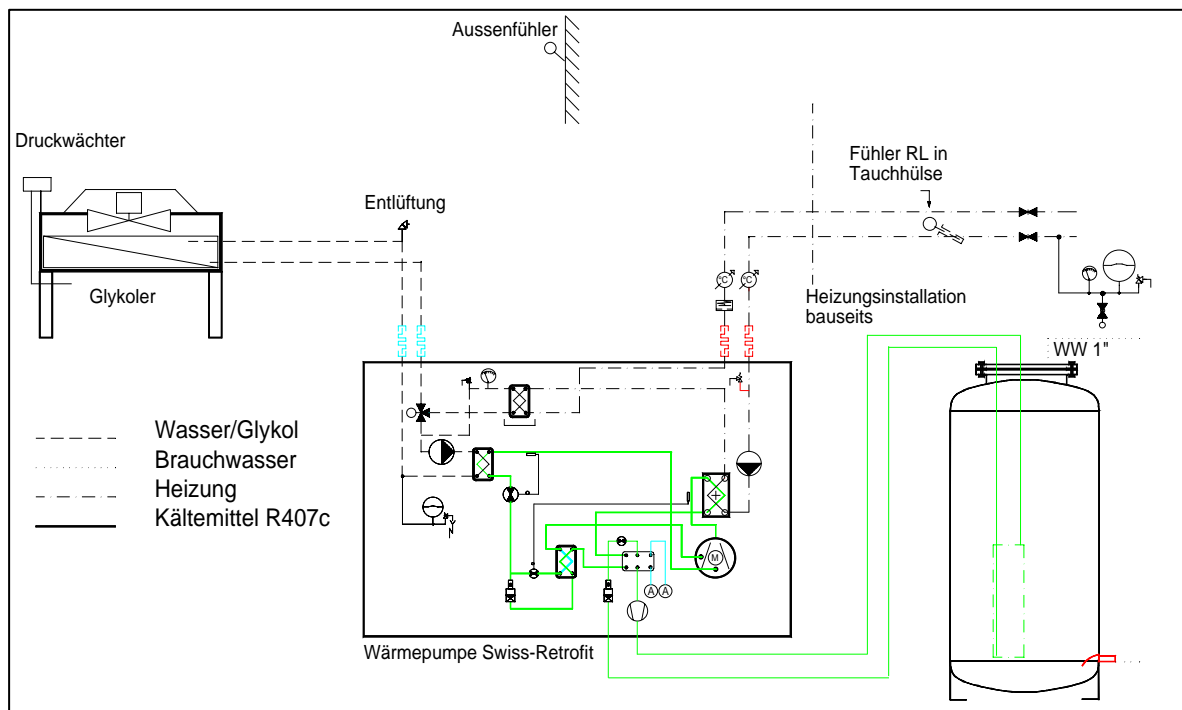 Aussenfühler
Druckwächter
Fühler RL in
Tauchhülse
Entlüftung
°C °C
Glykoler
Heizungsinstallation
bauseits
WW 1"
Wasser/Glykol
Brauchwasser
Heizung
Kältemittel R407c
M
A A
Wärmepumpe Swiss-Retrofit